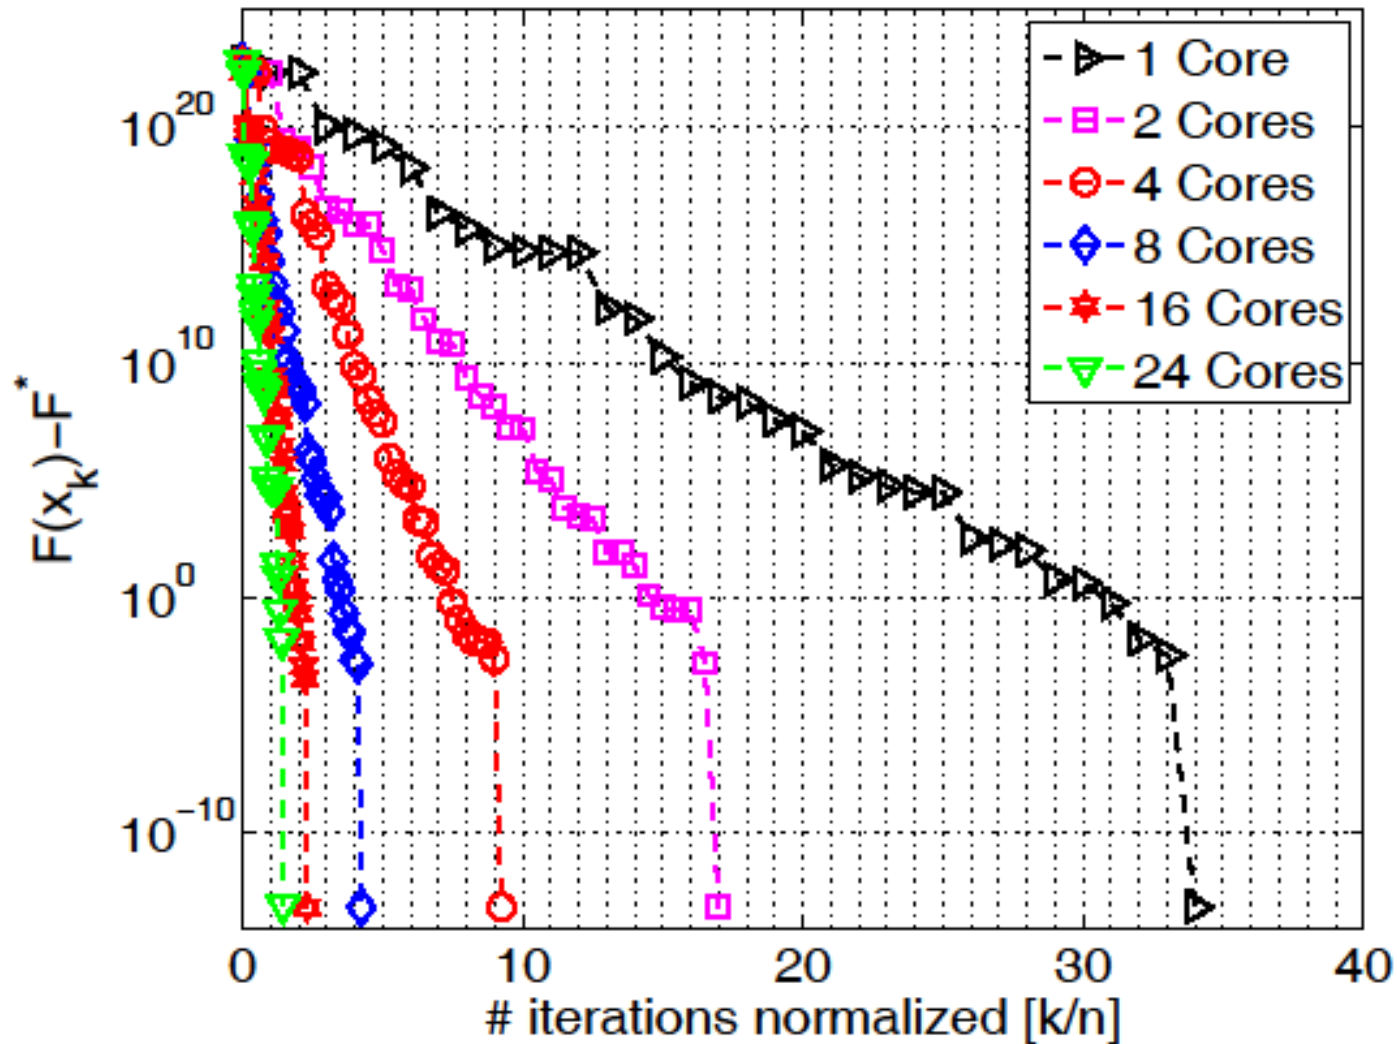 10^20
10^10
10^0
10^-10
F(x_k)-F^*
1 Core
2 Cores
4 Cores
8 Cores
16 Cores
24 Cores
0 10 20 30 40
# iterations normalized [k/n]